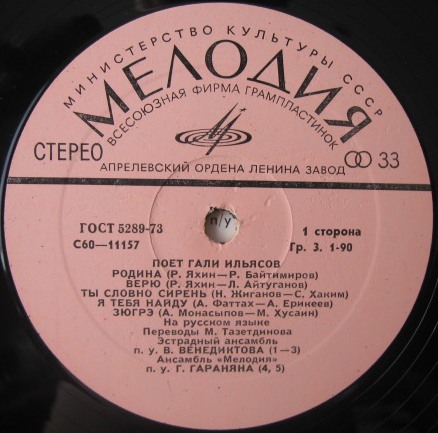 МИНИСТЕРСТВО КУЛЬТУРЫ СССР
МЕЛОДИЯ
ВСЕСОЮЗНАЯ ФИРМА ГРАМПЛАСТИНОК
СТЕРЕО
33
АПРЕЛЕВСКИЙ ОРДЕНА ЛЕНИНА ЗАВОД
ГОСТ 5289-73
С60—11157
п/у
1 сторона
Гр. 3. 1-90
ПОЕТ ГАЛИ ИЛЬЯСОВ
РОДИНА (Р. Яхин—Р. Байтимиров)
ВЕРЮ (Р. Яхин—Л. Айтуганов)
ТЫ СЛОВНО СИРЕНЬ (Н. Жиганов—С. Хаким)
Я ТЕБЯ НАЙДУ (А. Фаттах—А. Ерикеев)
ЗЮГРЭ (А. Монасыпов—М. Хусаин)
На русском языке
Переводы М. Тазетдинова
Эстрадный ансамбль
п. у. В. ВЕНЕДИКТОВА (1—3)
Ансамбль «Мелодия»
п. у. Г. ГАРАНЯНА (4, 5)